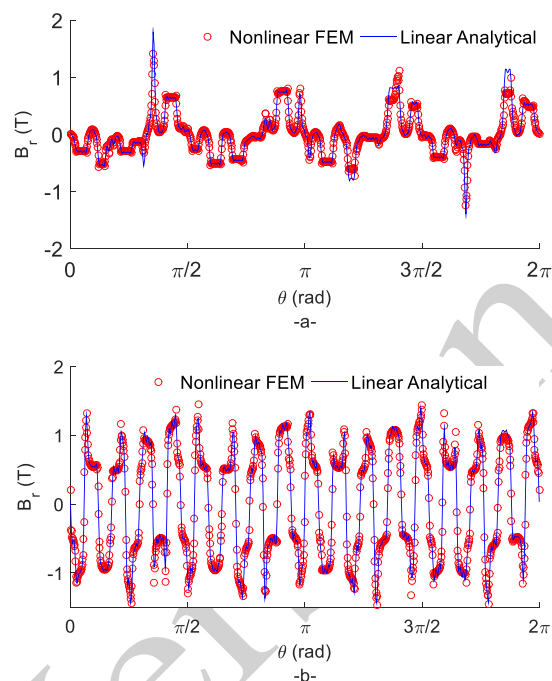 2
Nonlinear FEM
Linear Analytical
1
0
-1
-2
B_r (T)
0
π/2
π
3π/2
2π
θ (rad)
-a-
2
Nonlinear FEM
Linear Analytical
1
0
-1
B_r (T)
0
π/2
π
3π/2
2π
θ (rad)
-b-